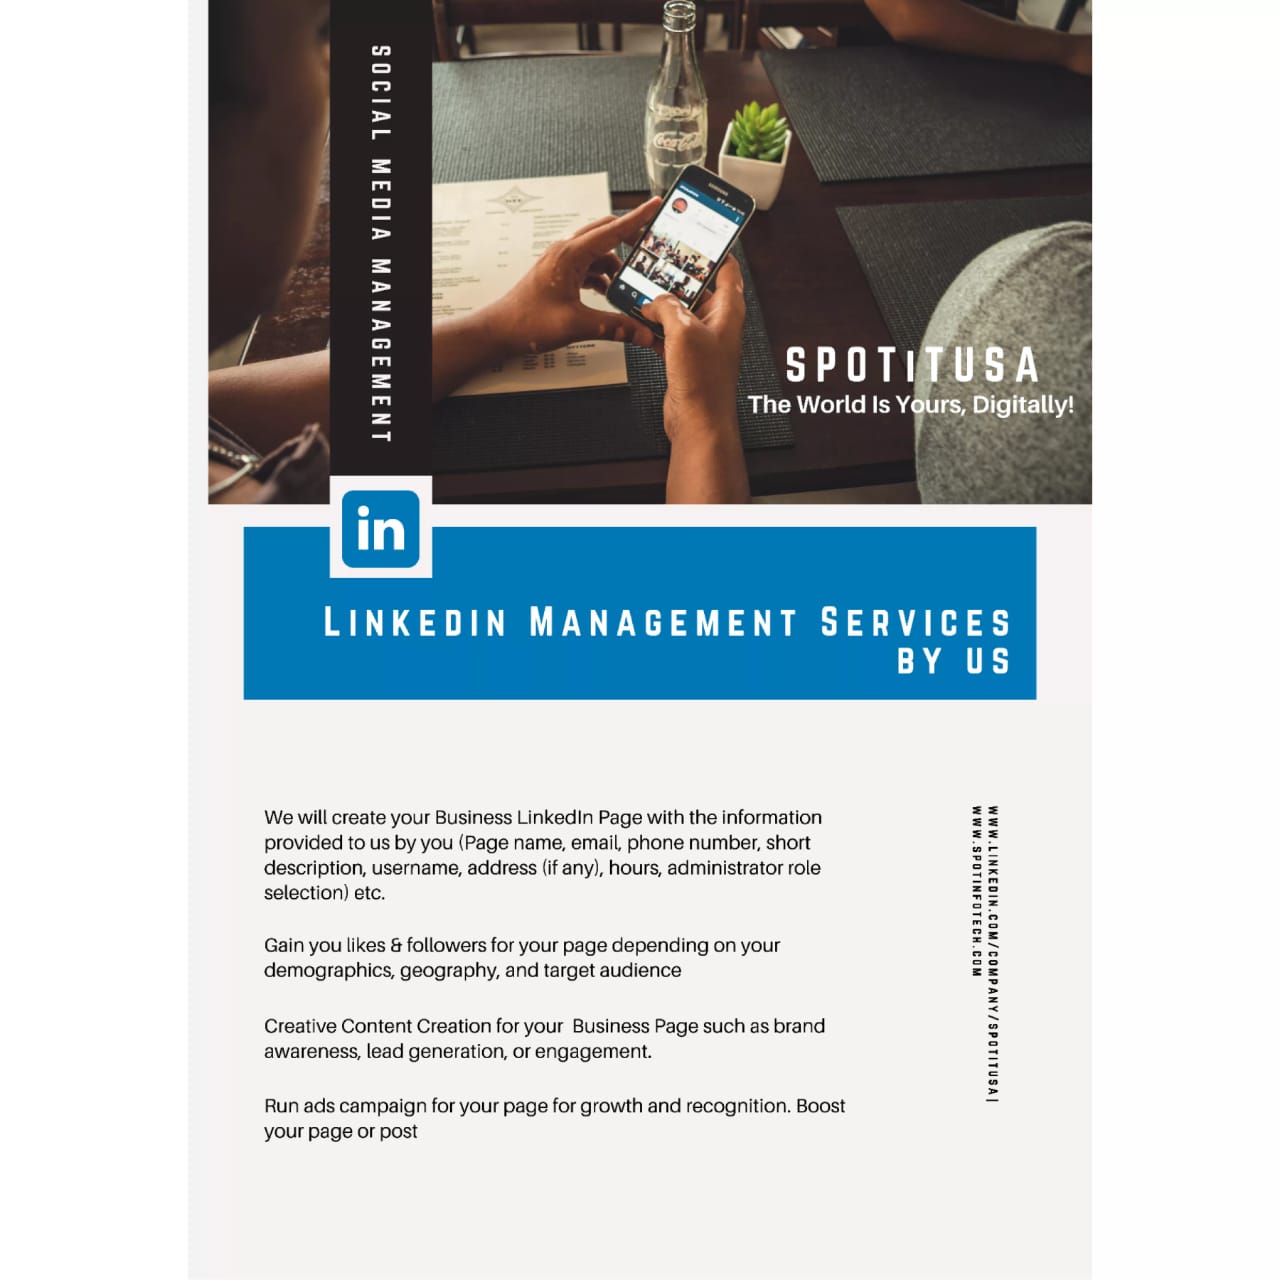 SOCIAL MEDIA MANAGEMENT
Coca-Cola
SAMSUNG
SPOTiTUSA
The World Is Yours, Digitally!
in
LINKEDIN MANAGEMENT SERVICES
BY US
We will create your Business LinkedIn Page with the information
provided to us by you (Page name, email, phone number, short
description, username, address (if any), hours, administrator role
selection) etc.
Gain you likes & followers for your page depending on your
demographics, geography, and target audience
Creative Content Creation for your  Business Page such as brand
awareness, lead generation, or engagement.
Run ads campaign for your page for growth and recognition. Boost
your page or post
WWW.LINKEDIN.COM/COMPANY/SPOTITUSA|
WWW.SPOTINFOTECH.COM